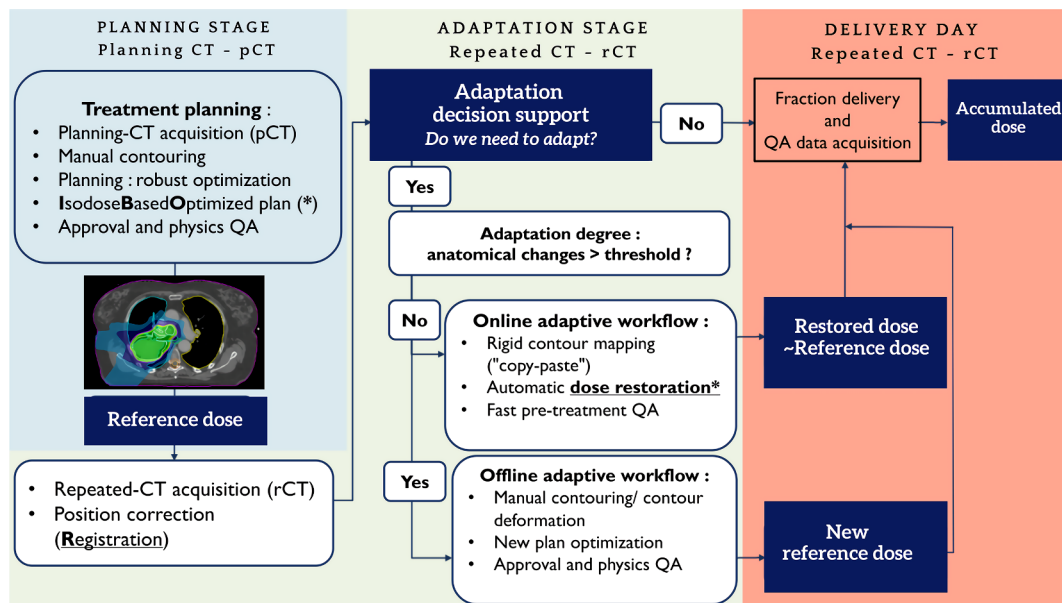 PLANNING STAGE
Planning CT - pCT
Treatment planning :
• Planning-CT acquisition (pCT)
• Manual contouring
• Planning : robust optimization
• IsodoseBasedOptimized plan (*)
• Approval and physics QA
Reference dose
• Repeated-CT acquisition (rCT)
• Position correction
(Registration)
ADAPTATION STAGE
Repeated CT - rCT
Adaptation
decision support
Do we need to adapt?
No
Yes
Adaptation degree :
anatomical changes > threshold ?
No
Online adaptive workflow :
• Rigid contour mapping
("copy-paste")
• Automatic dose restoration*
• Fast pre-treatment QA
Yes
Offline adaptive workflow :
• Manual contouring/ contour
deformation
• New plan optimization
• Approval and physics QA
DELIVERY DAY
Repeated CT - rCT
Fraction delivery
and
QA data acquisition
Accumulated
dose
Restored dose
~Reference dose
New
reference dose